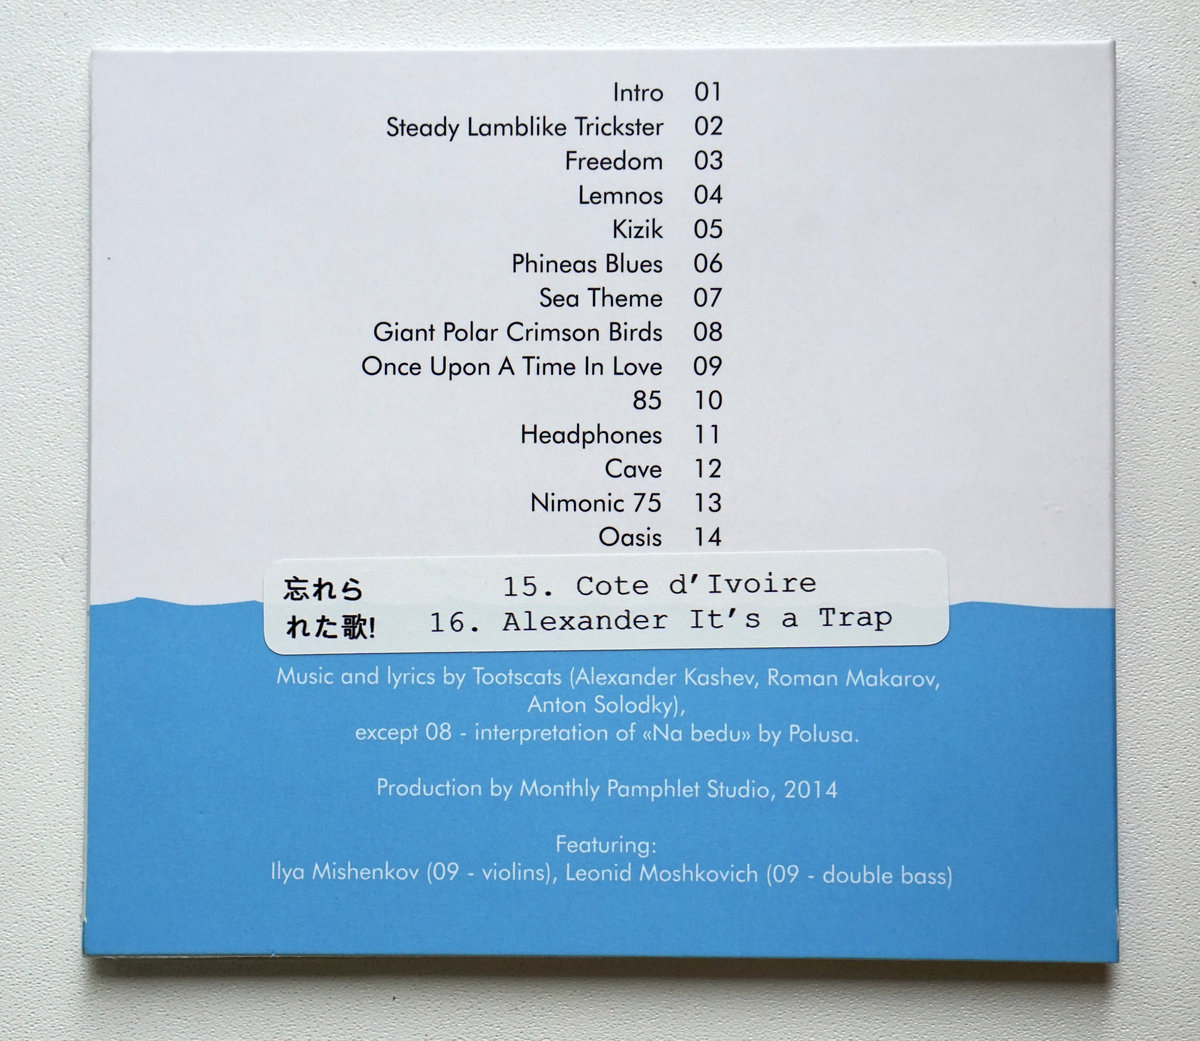 Intro 01
Steady Lamblike Trickster 02
Freedom 03
Lemnos 04
Kizik 05
Phineas Blues 06
Sea Theme 07
Giant Polar Crimson Birds 08
Once Upon A Time In Love 09
85 10
Headphones 11
Cave 12
Nimonic 75 13
Oasis 14
忘れら 15. Cote d'Ivoire
れた歌! 16. Alexander It's a Trap
Music and lyrics by Tootscats (Alexander Kashev, Roman Makarov,
Anton Solodky),
except 08 - interpretation of «Na bedu» by Polusa.
Production by Monthly Pamphlet Studio, 2014
Featuring:
Ilya Mishenkov (09 - violins), Leonid Moshkovich (09 - double bass)